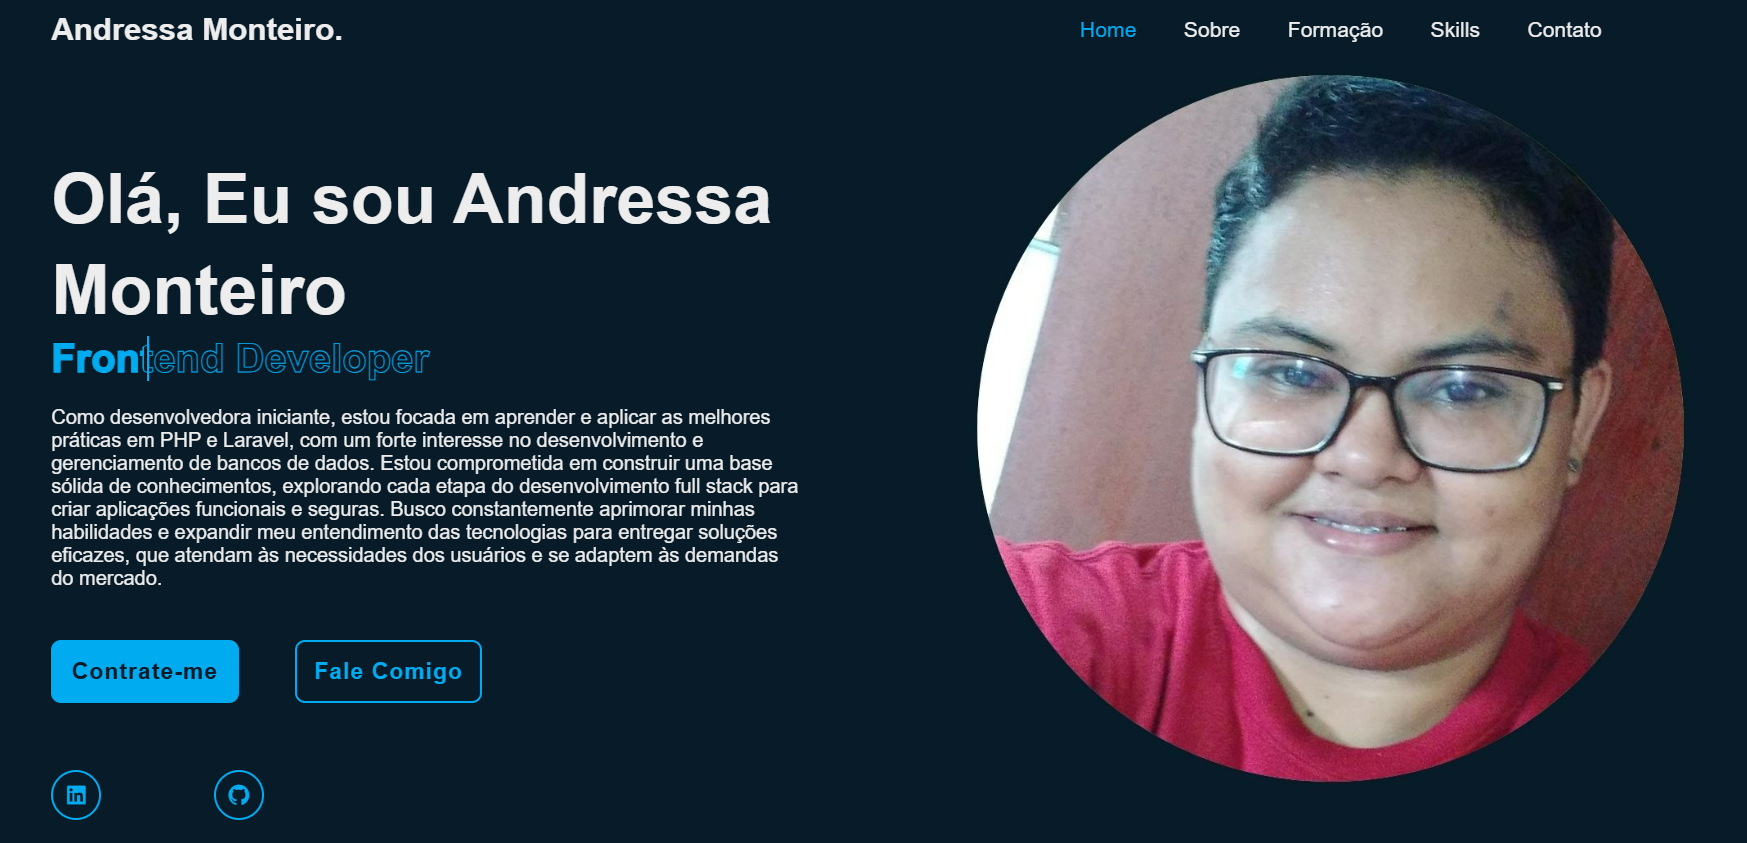 Andressa Monteiro.
Home Sobre Formação Skills Contato
Olá, Eu sou Andressa
Monteiro
Frontend Developer
Como desenvolvedora iniciante, estou focada em aprender e aplicar as melhores
práticas em PHP e Laravel, com um forte interesse no desenvolvimento e
gerenciamento de bancos de dados. Estou comprometida em construir uma base
sólida de conhecimentos, explorando cada etapa do desenvolvimento full stack para
criar aplicações funcionais e seguras. Busco constantemente aprimorar minhas
habilidades e expandir meu entendimento das tecnologias para entregar soluções
eficazes, que atendam às necessidades dos usuários e se adaptem às demandas
do mercado.
Contrate-me
Fale Comigo
in